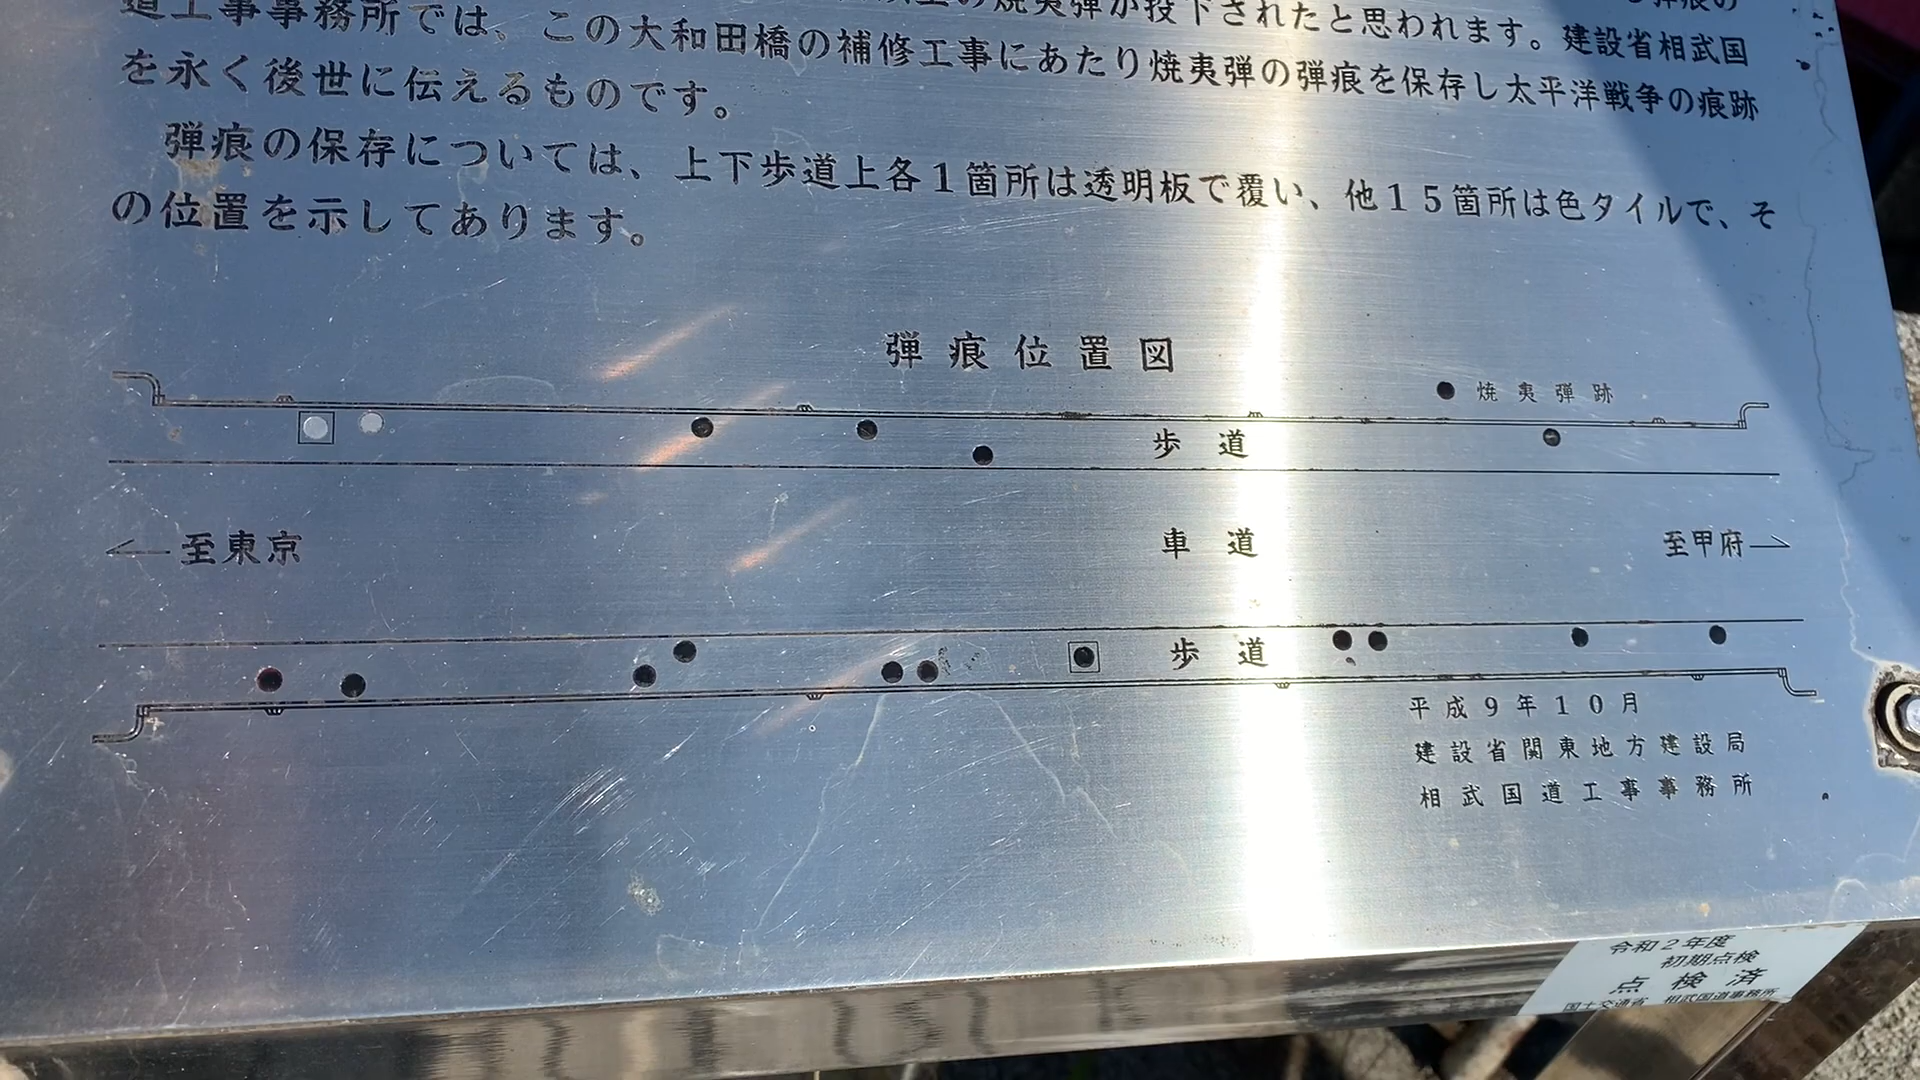 の焼夷弾が投下されたと思われます。建設省相武国
道工事事務所では、この大和田橋の補修工事にあたり焼夷弾の弾痕を保存し太平洋戦争の痕跡
を永く後世に伝えるものです。
弾痕の保存については、上下歩道上各1箇所は透明板で覆い、他15箇所は色タイルで、そ
の位置を示してあります。
弾痕位置図
焼夷弾跡
歩道
←至東京
車道
至甲府→
歩道
平成9年10月
建設省関東地方建設局
相武国道工事事務所
令和2年度
初期点検
点検済
国土交通省 相武国道事務所